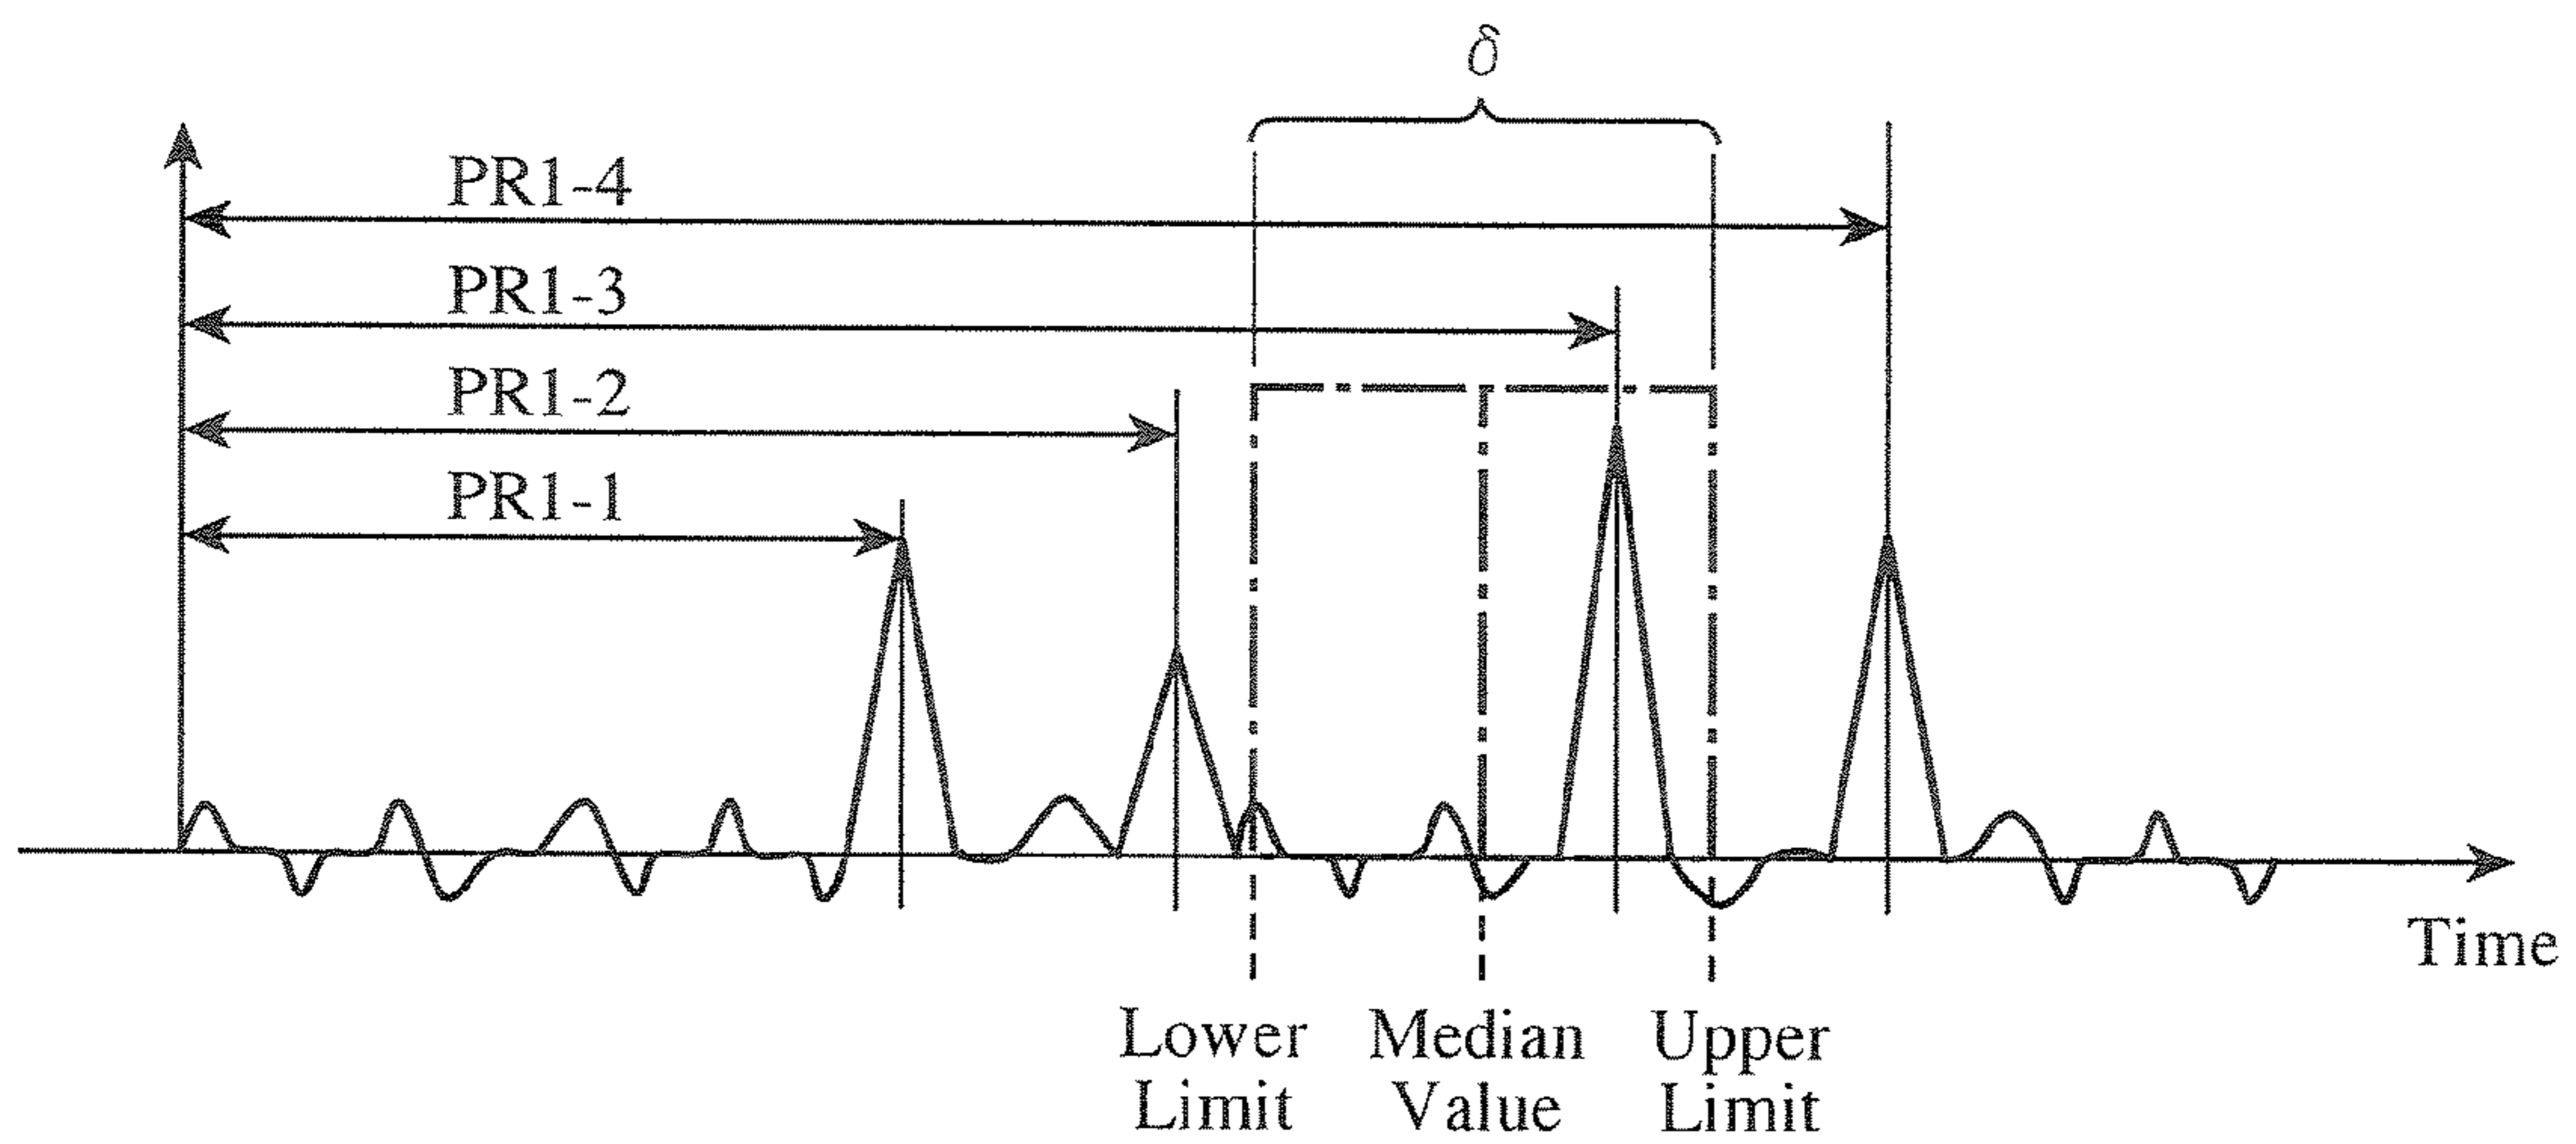 δ
PR1-4
PR1-3
PR1-2
PR1-1
Time
Lower
Limit
Median
Value
Upper
Limit